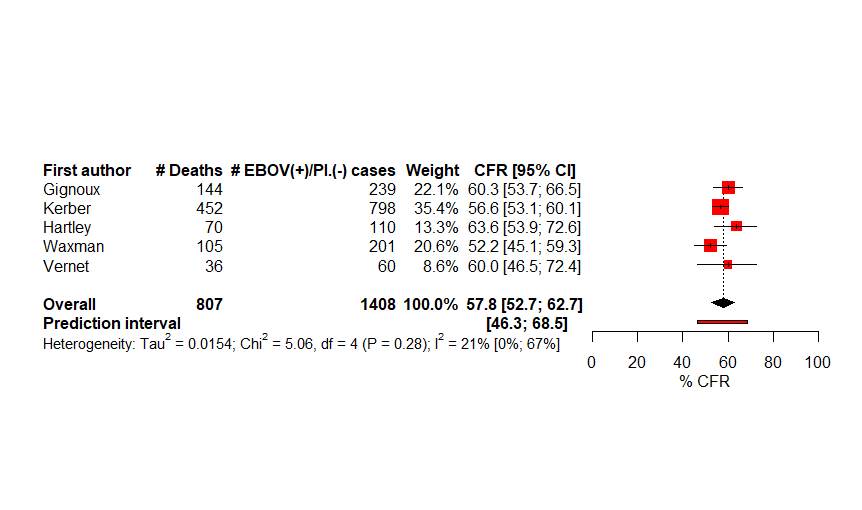 First author # Deaths # EBOV(+)/Pl.(-) cases Weight CFR [95% CI]
Gignoux 144 239 22.1% 60.3 [53.7; 66.5]
Kerber 452 798 35.4% 56.6 [53.1; 60.1]
Hartley 70 110 13.3% 63.6 [53.9; 72.6]
Waxman 105 201 20.6% 52.2 [45.1; 59.3]
Vernet 36 60 8.6% 60.0 [46.5; 72.4]
Overall 807 1408 100.0% 57.8 [52.7; 62.7]
Prediction interval [46.3; 68.5]
Heterogeneity: Tau² = 0.0154; Chi² = 5.06, df = 4 (P = 0.28); I² = 21% [0%; 67%]
0 20 40 60 80 100
% CFR